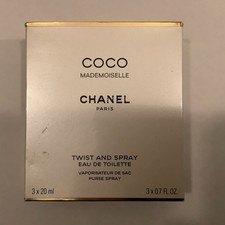 COCO
MADEMOISELLE
CHANEL
PARIS
TWIST AND SPRAY
EAU DE TOILETTE
VAPORISATEUR DE SAC
PURSE SPRAY
3 x 20 ml
3 x 0.7 FL. OZ.